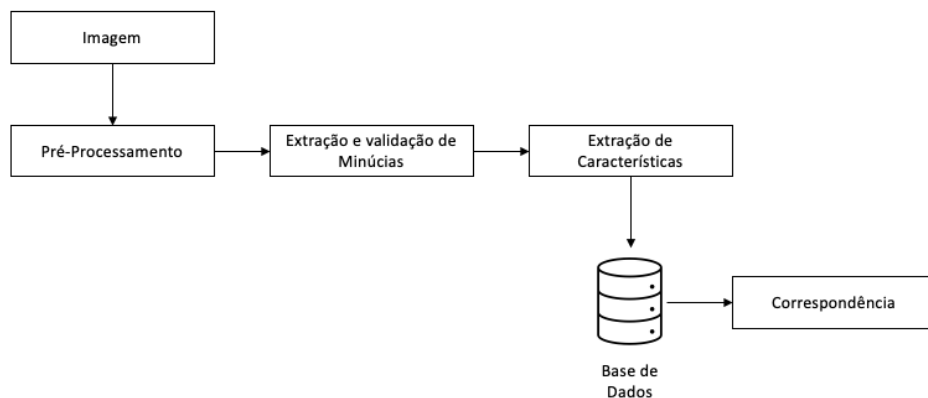 Imagem
Pré-Processamento
Extração e validação de
Minúcias
Extração de
Características
Base de
Dados
Correspondência